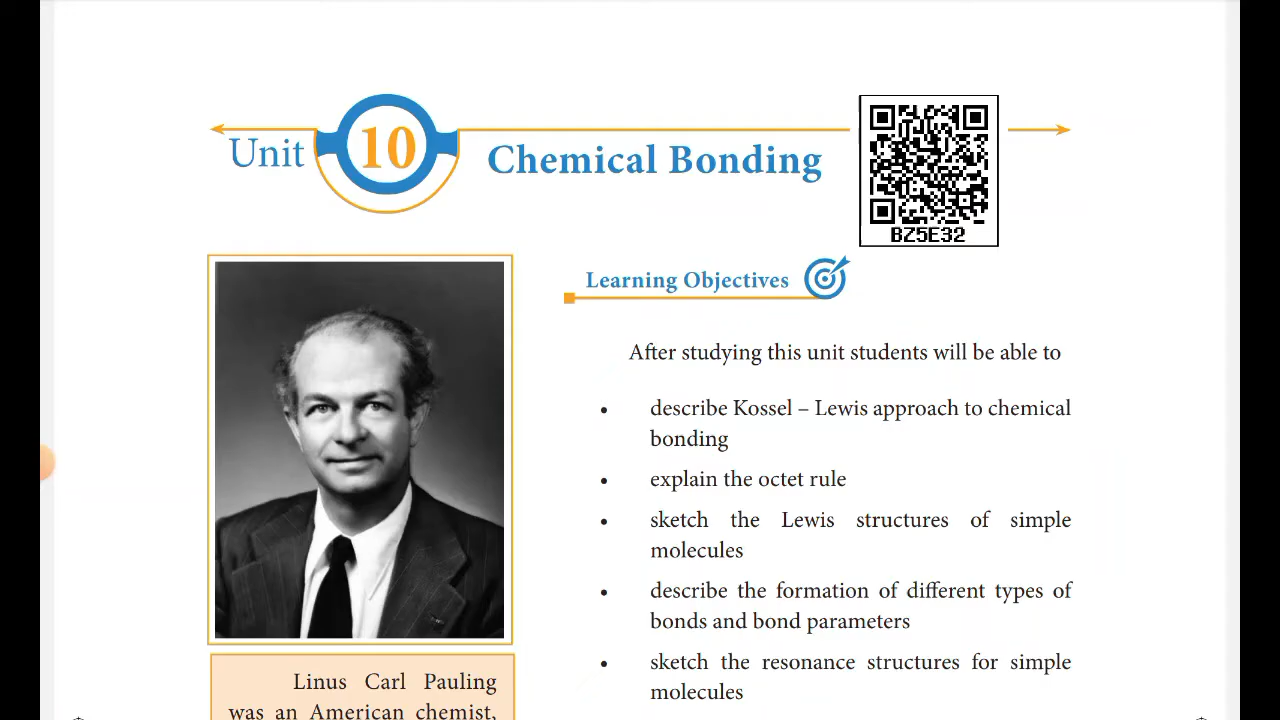 Unit 10 Chemical Bonding
BZ5E32
Learning Objectives
After studying this unit students will be able to
• describe Kossel – Lewis approach to chemical
bonding
• explain the octet rule
• sketch the Lewis structures of simple
molecules
• describe the formation of different types of
bonds and bond parameters
• sketch the resonance structures for simple
molecules
Linus Carl Pauling
was an American chemist,